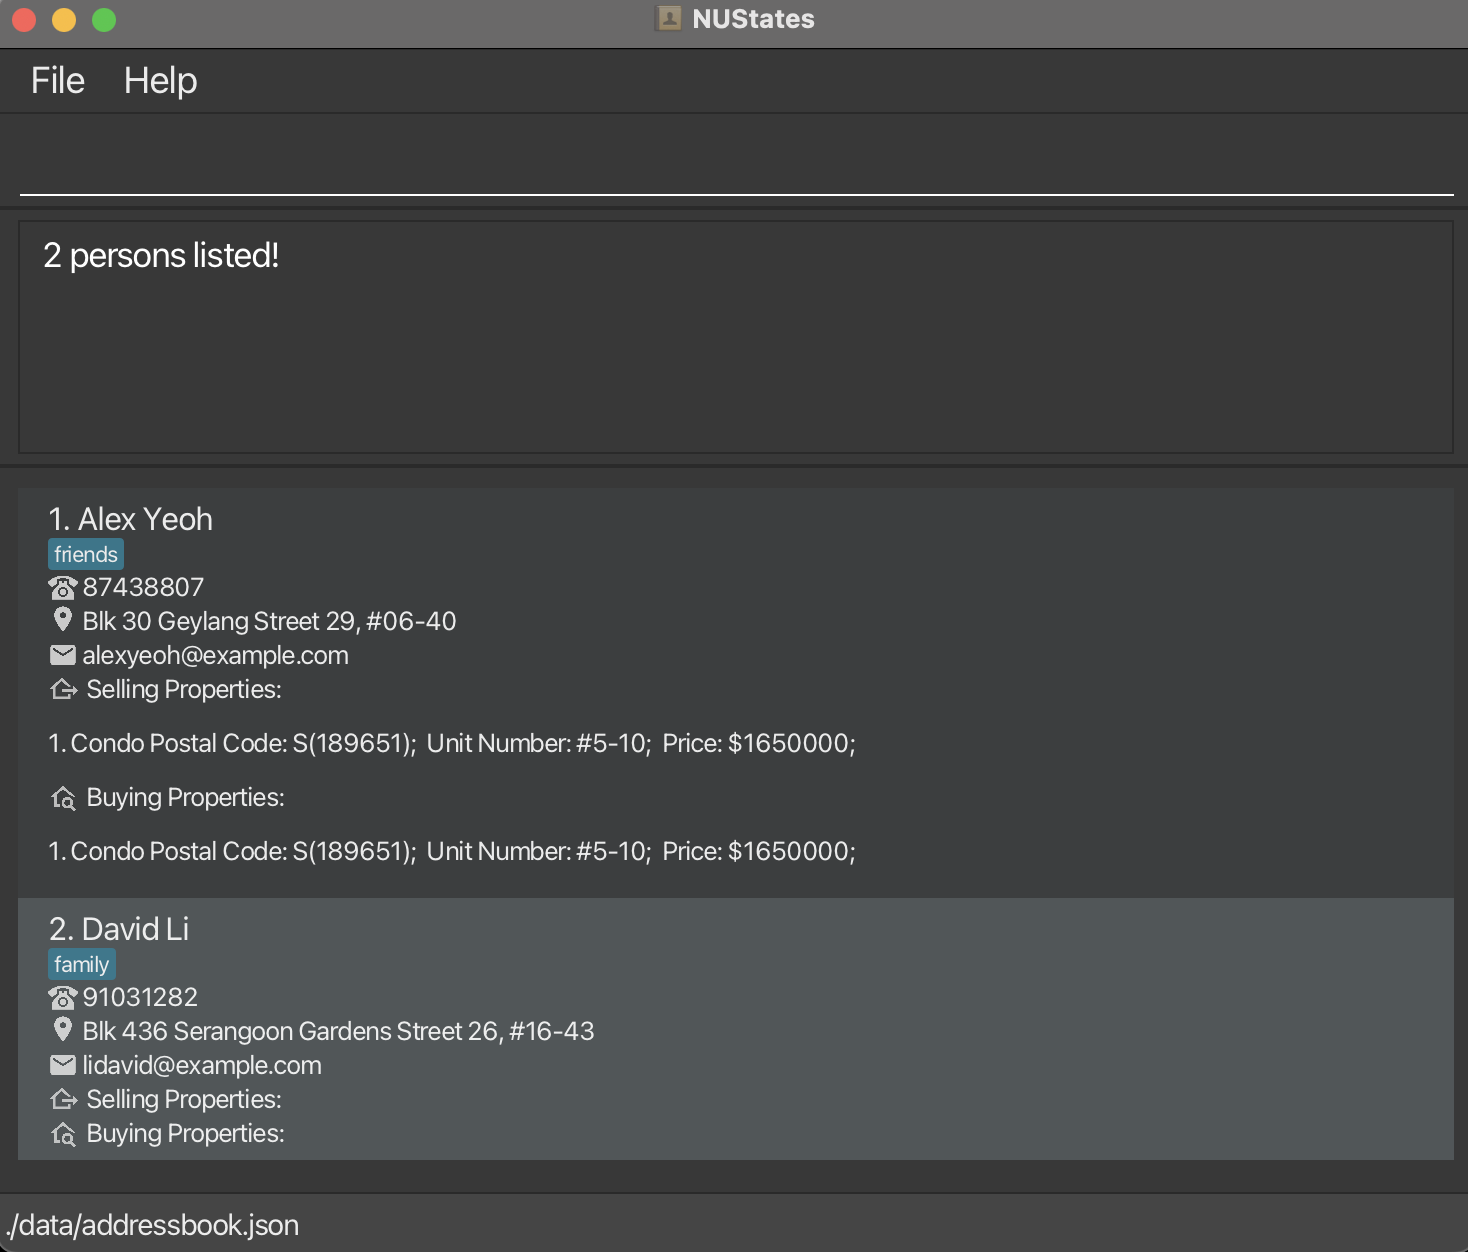 NUStates
File Help
2 persons listed!
1. Alex Yeoh
friends
87438807
Blk 30 Geylang Street 29, #06-40
alexyeoh@example.com
Selling Properties:
1. Condo Postal Code: S(189651); Unit Number: #5-10; Price: $1650000;
Buying Properties:
1. Condo Postal Code: S(189651); Unit Number: #5-10; Price: $1650000;
2. David Li
family
91031282
Blk 436 Serangoon Gardens Street 26, #16-43
lidavid@example.com
Selling Properties:
Buying Properties:
./data/addressbook.json